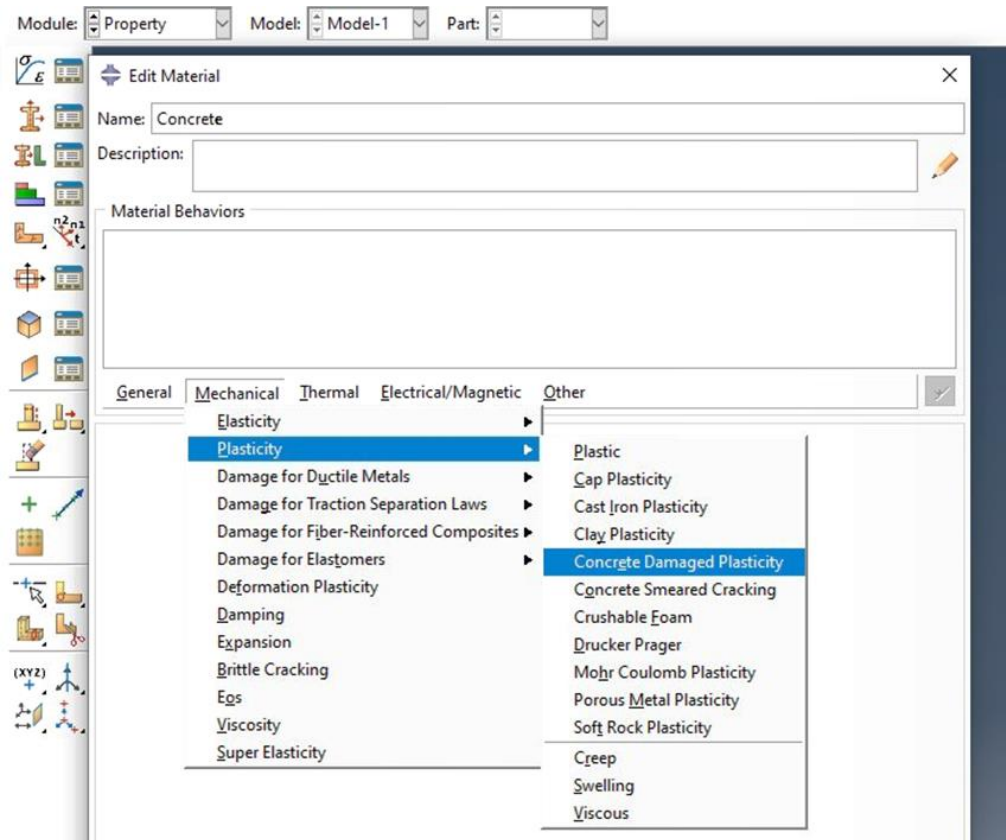 Module: Property Model: Model-1 Part:
σ
ε
Edit Material
Name: Concrete
Description:
n2 n1
t
Material Behaviors
General Mechanical Thermal Electrical/Magnetic Other
Elasticity
Plasticity
Damage for Ductile Metals
Damage for Traction Separation Laws
Damage for Fiber-Reinforced Composites
Damage for Elastomers
Deformation Plasticity
Damping
Expansion
Brittle Cracking
Eos
Viscosity
Super Elasticity
Plastic
Cap Plasticity
Cast Iron Plasticity
Clay Plasticity
Concrete Damaged Plasticity
Concrete Smeared Cracking
Crushable Foam
Drucker Prager
Mohr Coulomb Plasticity
Porous Metal Plasticity
Soft Rock Plasticity
Creep
Swelling
Viscous
(XYZ)